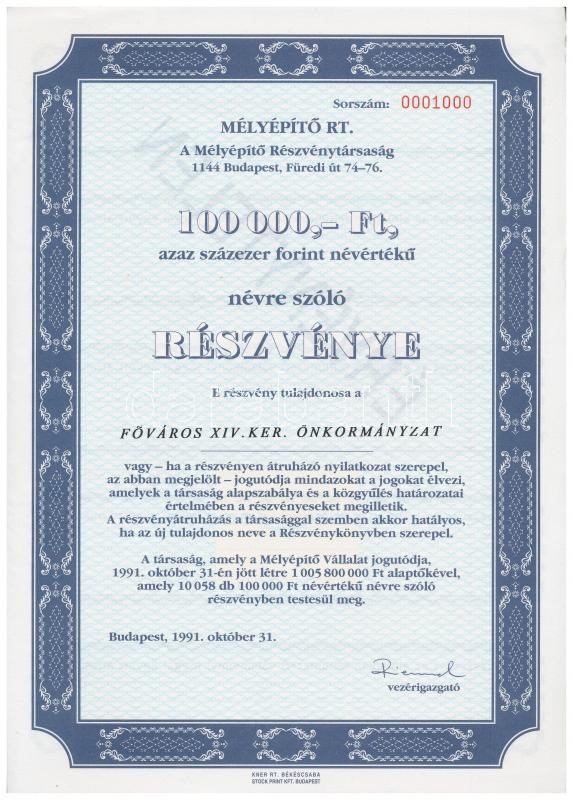 Sorszám: 0001000
MÉLYÉPÍTŐ RT.
A Mélyépítő Részvénytársaság
1144 Budapest, Füredi út 74–76.
100 000,– Ft,
azaz százezer forint névértékű
névre szóló
RÉSZVÉNYE
E részvény tulajdonosa a
FŐVÁROS XIV.KER. ÖNKORMÁNYZAT
vagy – ha a részvényen átruházó nyilatkozat szerepel,
az abban megjelölt – jogutódja mindazokat a jogokat élvezi,
amelyek a társaság alapszabálya és a közgyűlés határozatai
értelmében a részvényeseket megilletik.
A részvényátruházás a társasággal szemben akkor hatályos,
ha az új tulajdonos neve a Részvénykönyvben szerepel.
A társaság, amely a Mélyépítő Vállalat jogutódja,
1991. október 31-én jött létre 1 005 800 000 Ft alaptőkével,
amely 10 058 db 100 000 Ft névértékű névre szóló
részvényben testesül meg.
Budapest, 1991. október 31.
vezérigazgató
KNER RT. BÉKÉSCSABA
STOCK PRINT KFT. BUDAPEST